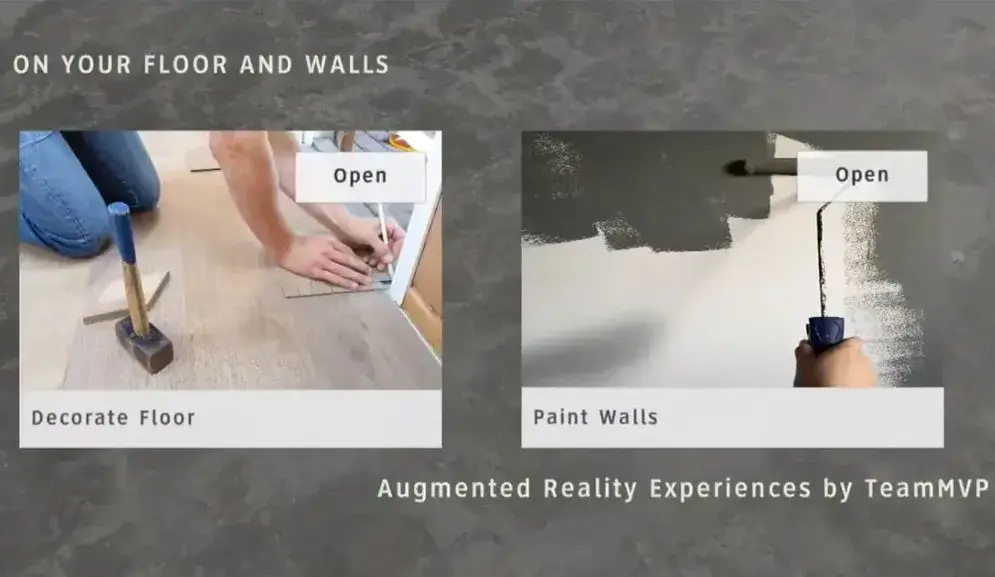 ON YOUR FLOOR AND WALLS
Open
Open
Decorate Floor
Paint Walls
Augmented Reality Experiences by TeamMVP